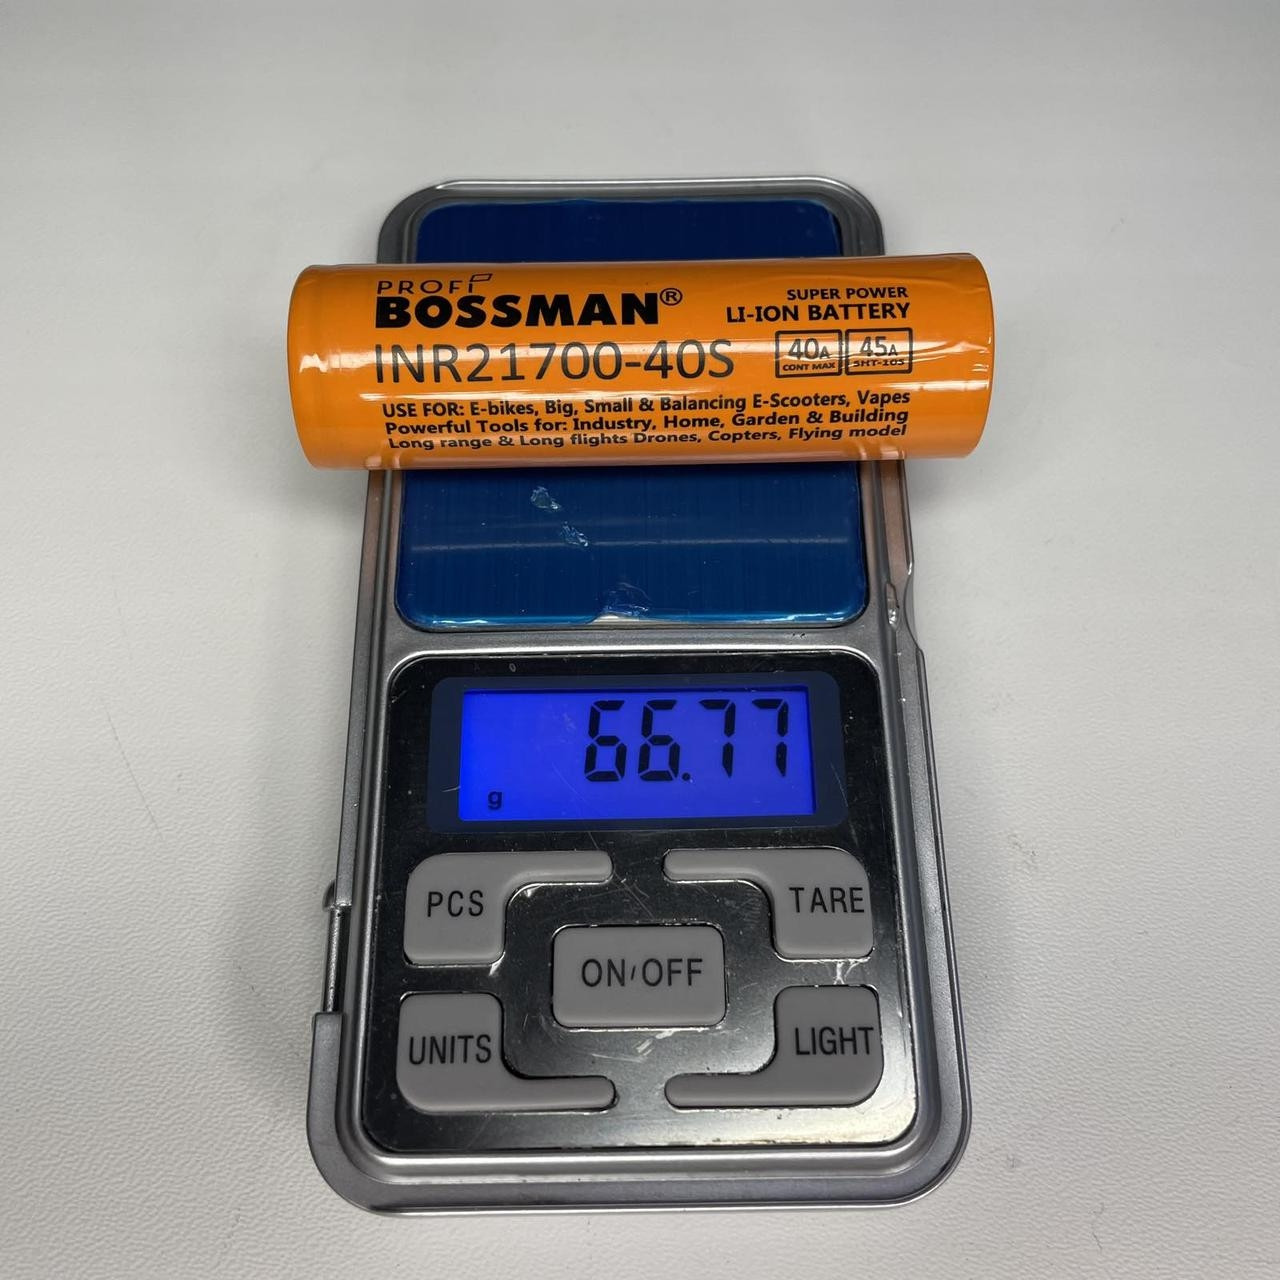 PROFI
BOSSMAN®
SUPER POWER
LI-ION BATTERY
INR21700-40S
40A
CONT MAX
45A
5HT-10S
USE FOR: E-bikes, Big, Small & Balancing E-Scooters, Vapes
Powerful Tools for: Industry, Home, Garden & Building
Long range & Long flights Drones, Copters, Flying model
66.77
g
PCS
TARE
ON/OFF
UNITS
LIGHT